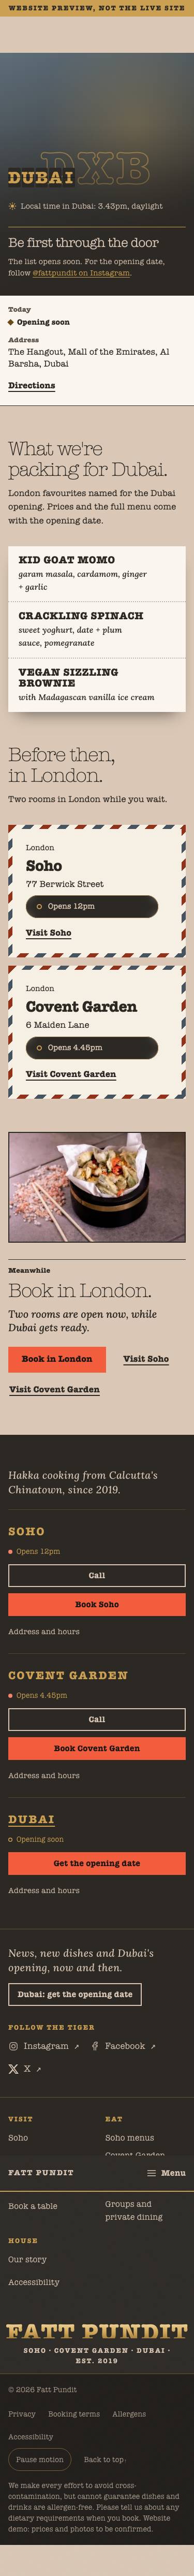 WEBSITE PREVIEW, NOT THE LIVE SITE
DXB
DUBAI
Local time in Dubai: 3.43pm, daylight
Be first through the door
The list opens soon. For the opening date,
follow @fattpundit on Instagram.
Today
Opening soon
Address
The Hangout, Mall of the Emirates, Al
Barsha, Dubai
Directions
What we're
packing for Dubai.
London favourites named for the Dubai
opening. Prices and the full menu come
with the opening date.
KID GOAT MOMO
garam masala, cardamom, ginger
+ garlic
CRACKLING SPINACH
sweet yoghurt, date + plum
sauce, pomegranate
VEGAN SIZZLING
BROWNIE
with Madagascan vanilla ice cream
Before then,
in London.
Two rooms in London while you wait.
London
Soho
77 Berwick Street
Opens 12pm
Visit Soho
London
Covent Garden
6 Maiden Lane
Opens 4.45pm
Visit Covent Garden
Meanwhile
Book in London.
Two rooms are open now, while
Dubai gets ready.
Book in London
Visit Soho
Visit Covent Garden
Hakka cooking from Calcutta's
Chinatown, since 2019.
SOHO
Opens 12pm
Call
Book Soho
Address and hours
COVENT GARDEN
Opens 4.45pm
Call
Book Covent Garden
Address and hours
DUBAI
Opening soon
Get the opening date
Address and hours
News, new dishes and Dubai's
opening, now and then.
Dubai: get the opening date
FOLLOW THE TIGER
Instagram ↗
Facebook ↗
X ↗
VISIT
EAT
Soho
Soho menus
Covent Garden
FATT PUNDIT
Menu
Book a table
Groups and
private dining
HOUSE
Our story
Accessibility
FATT PUNDIT
SOHO · COVENT GARDEN · DUBAI ·
EST. 2019
© 2026 Fatt Pundit
Privacy
Booking terms
Allergens
Accessibility
Pause motion
Back to top↑
We make every effort to avoid cross-
contamination, but cannot guarantee dishes and
drinks are allergen-free. Please tell us about any
dietary requirements when you book. Website
demo: prices and photos to be confirmed.